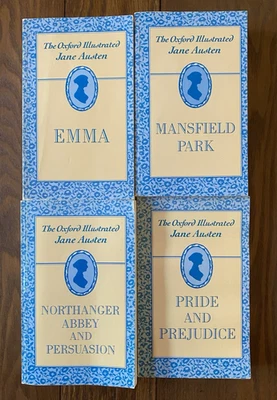 The Oxford Illustrated
Jane Austen
EMMA
The Oxford Illustrated
Jane Austen
MANSFIELD
PARK
The Oxford Illustrated
Jane Austen
NORTHANGER
ABBEY
AND
PERSUASION
The Oxford Illustrated
Jane Austen
PRIDE
AND
PREJUDICE